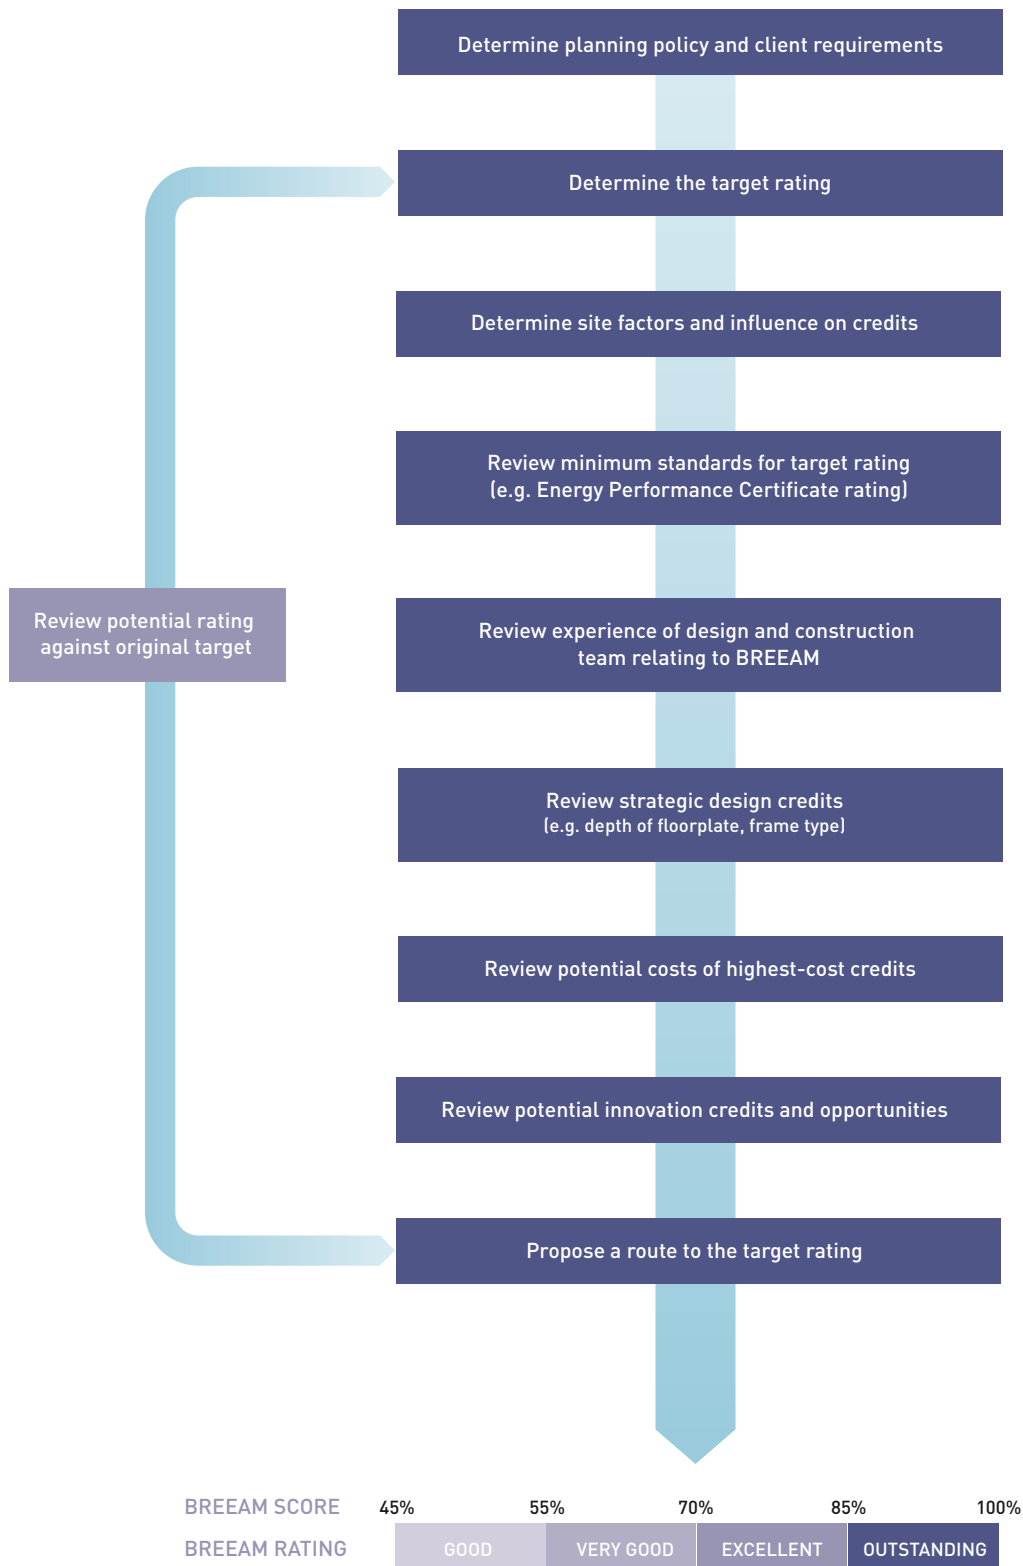 Determine planning policy and client requirements
Determine the target rating
Determine site factors and influence on credits
Review minimum standards for target rating
(e.g. Energy Performance Certificate rating)
Review potential rating
against original target
Review experience of design and construction
team relating to BREEAM
Review strategic design credits
(e.g. depth of floorplate, frame type)
Review potential costs of highest-cost credits
Review potential innovation credits and opportunities
Propose a route to the target rating
BREEAM SCORE 45% 55% 70% 85% 100%
BREEAM RATING GOOD VERY GOOD EXCELLENT OUTSTANDING